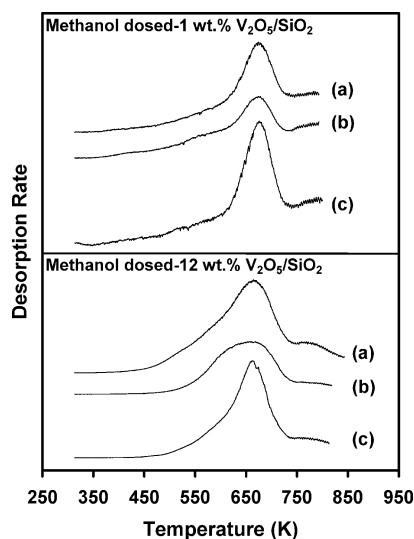 Methanol dosed-1 wt.% V₂O₅/SiO₂
(a)
(b)
(c)
Desorption Rate
Methanol dosed-12 wt.% V₂O₅/SiO₂
(a)
(b)
(c)
250 350 450 550 650 750 850 950
Temperature (K)